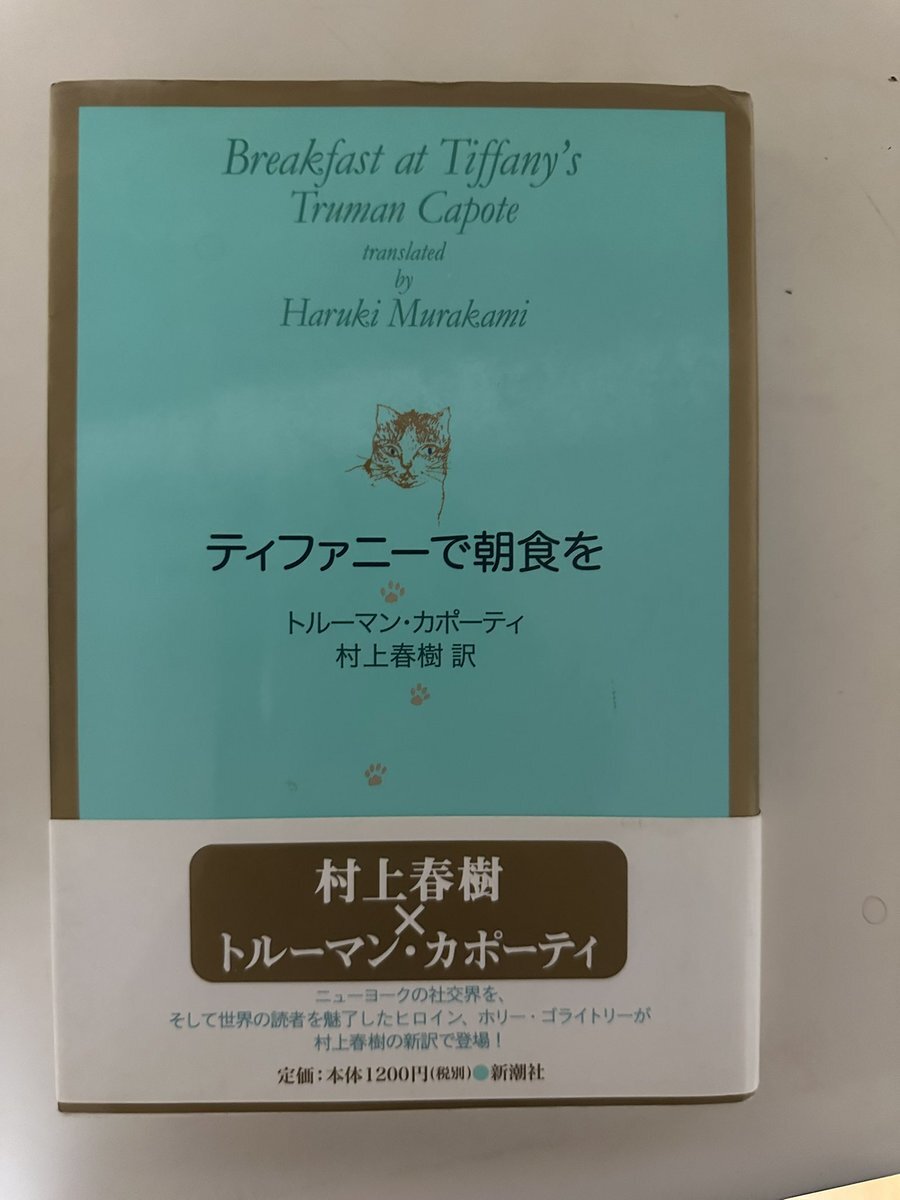 Breakfast at Tiffany's
Truman Capote
translated
by
Haruki Murakami
ティファニーで朝食を
トルーマン・カポーティ
村上春樹 訳
村上春樹
×
トルーマン・カポーティ
ニューヨークの社交界を、
そして世界の読者を魅了したヒロイン、ホリー・ゴライトリーが
村上春樹の新訳で登場！
定価：本体1200円(税別)●新潮社